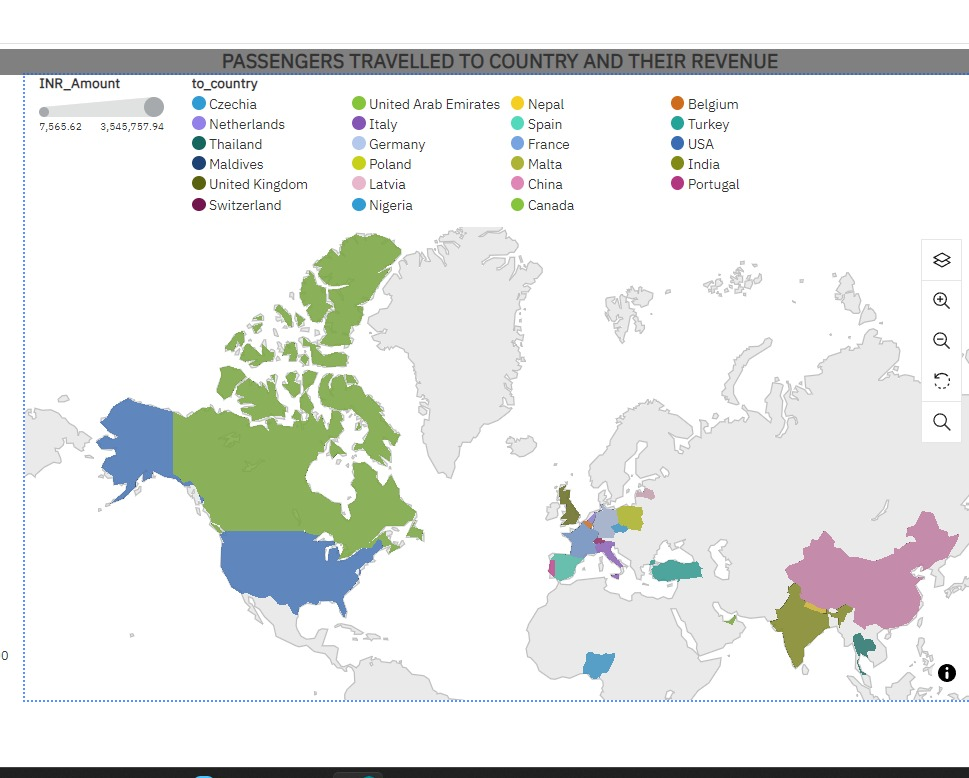 PASSENGERS TRAVELLED TO COUNTRY AND THEIR REVENUE
INR_Amount
7,565.62 3,545,757.94
to_country
Czechia United Arab Emirates Nepal Belgium
Netherlands Italy Spain Turkey
Thailand Germany France USA
Maldives Poland Malta India
United Kingdom Latvia China Portugal
Switzerland Nigeria Canada
0